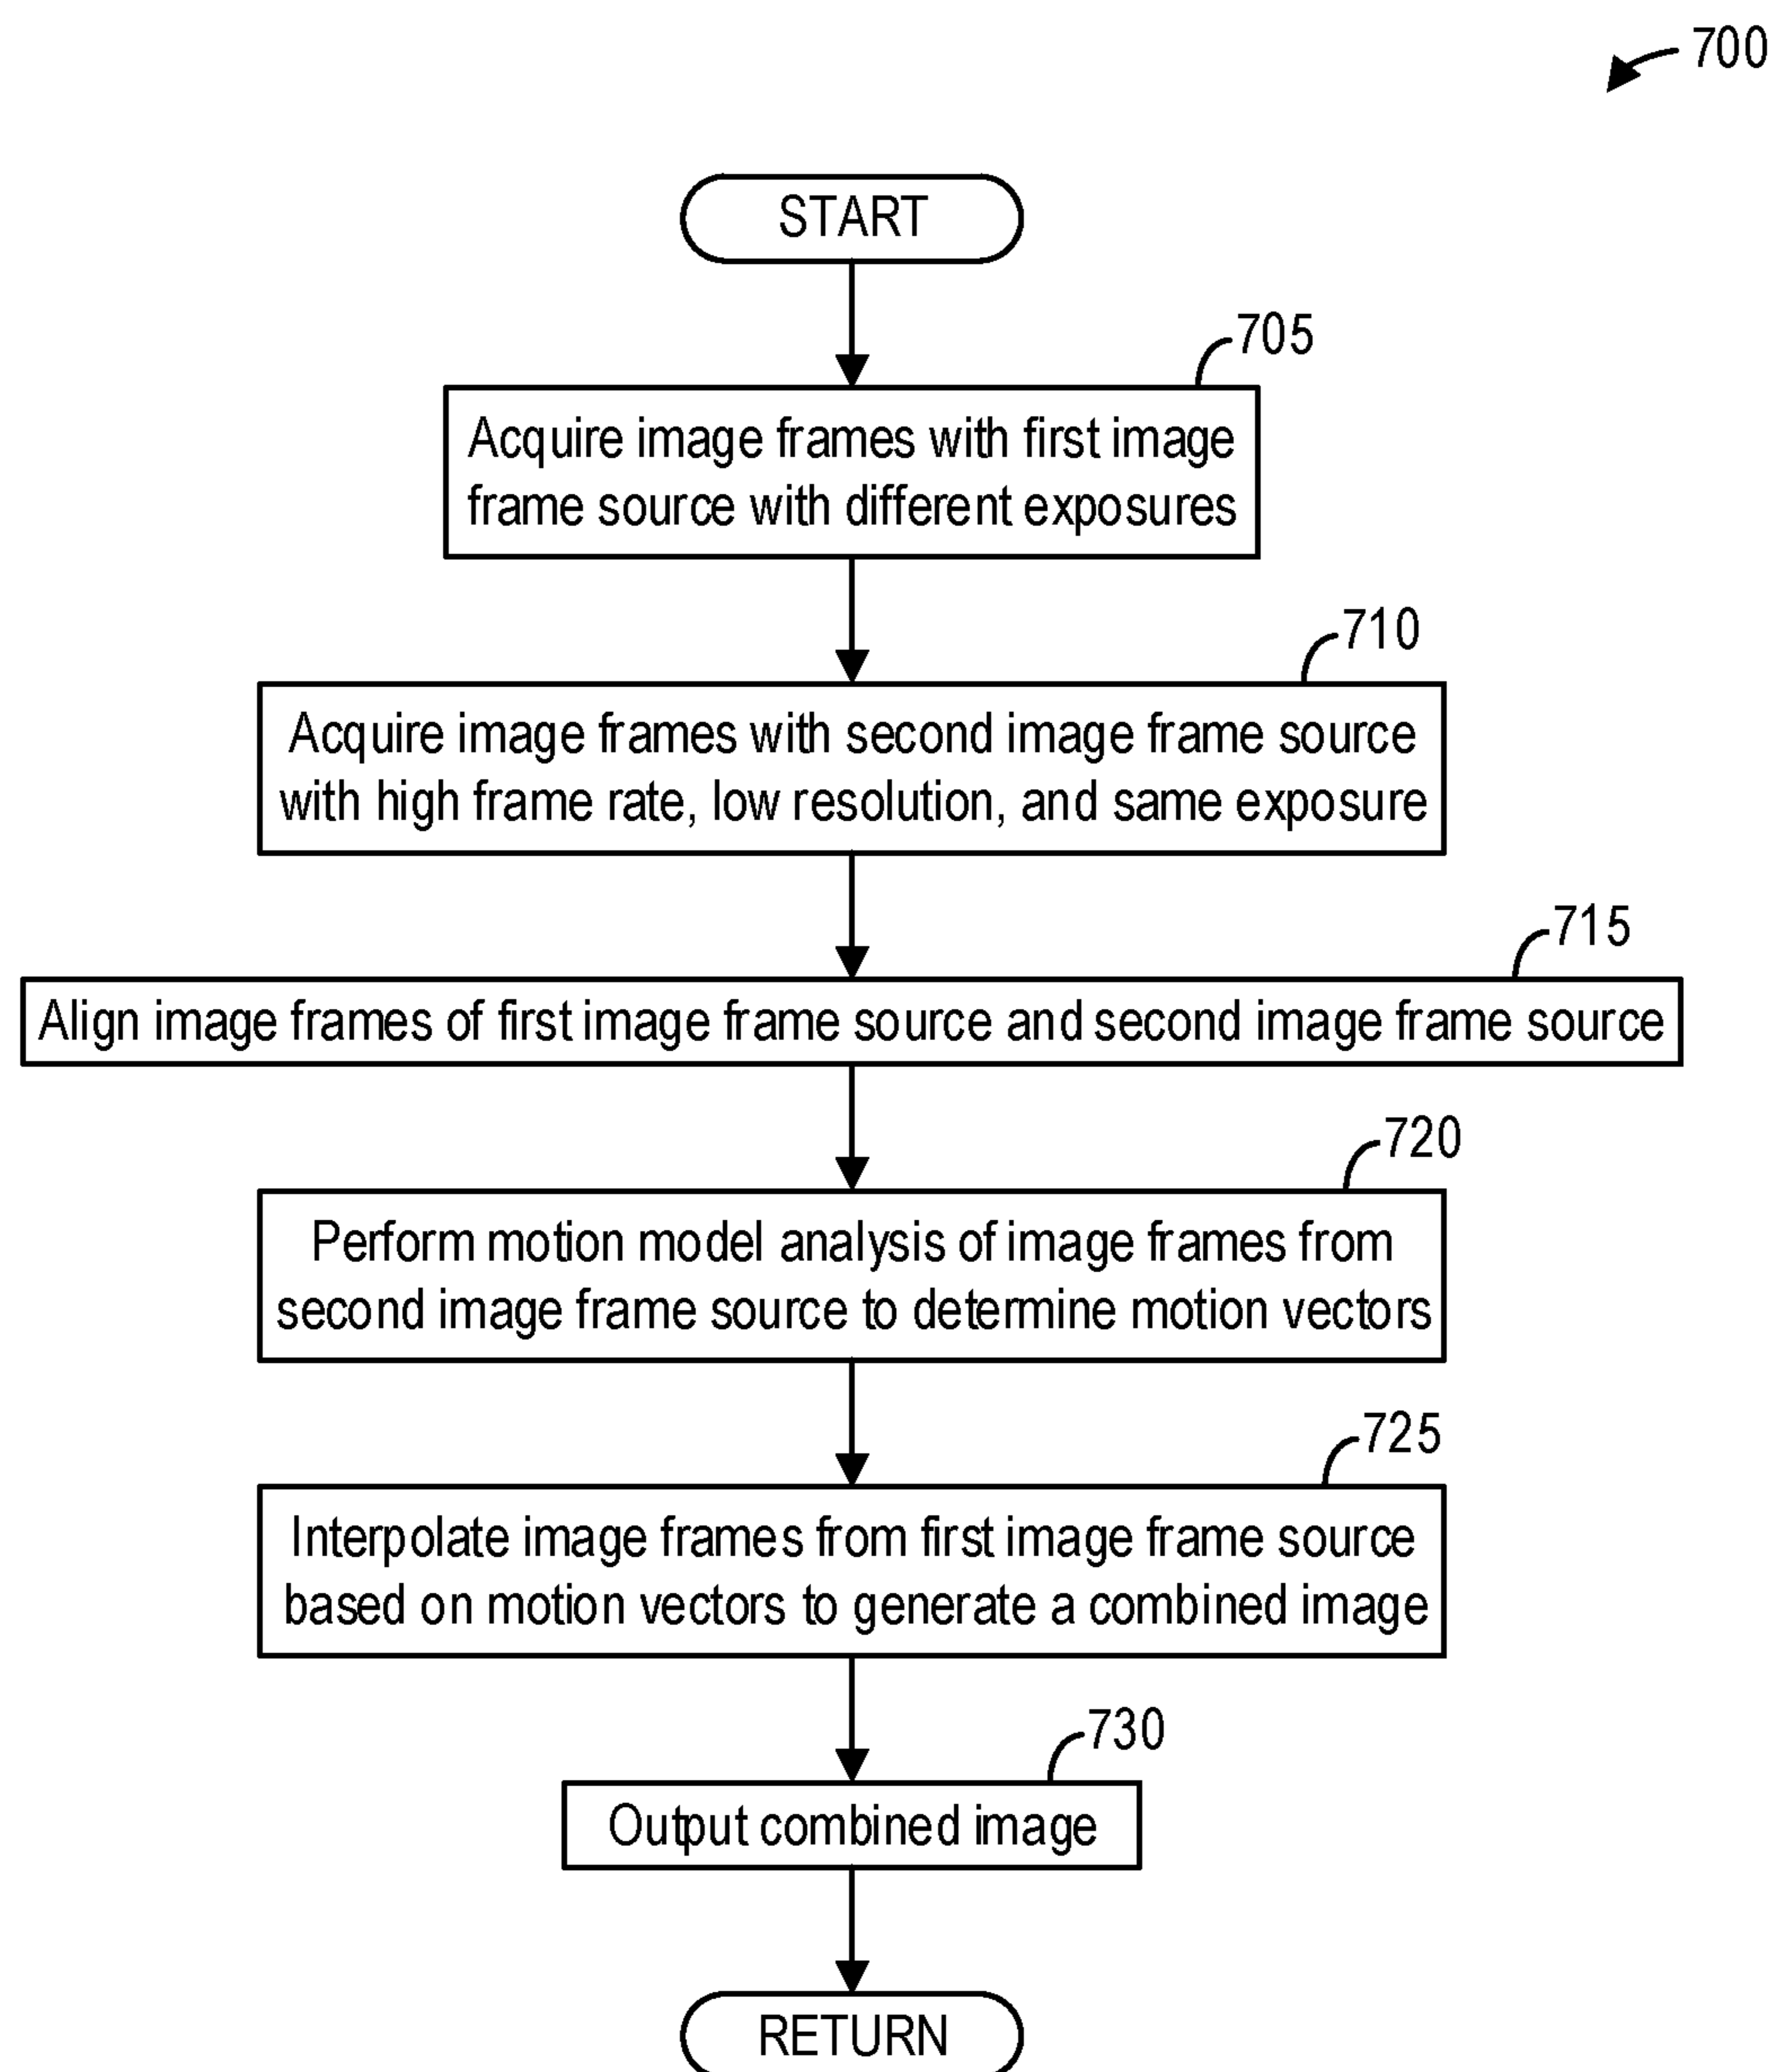 700
START
705
Acquire image frames with first image
frame source with different exposures
710
Acquire image frames with second image frame source
with high frame rate, low resolution, and same exposure
715
Align image frames of first image frame source and second image frame source
720
Perform motion model analysis of image frames from
second image frame source to determine motion vectors
725
Interpolate image frames from first image frame source
based on motion vectors to generate a combined image
730
Output combined image
RETURN